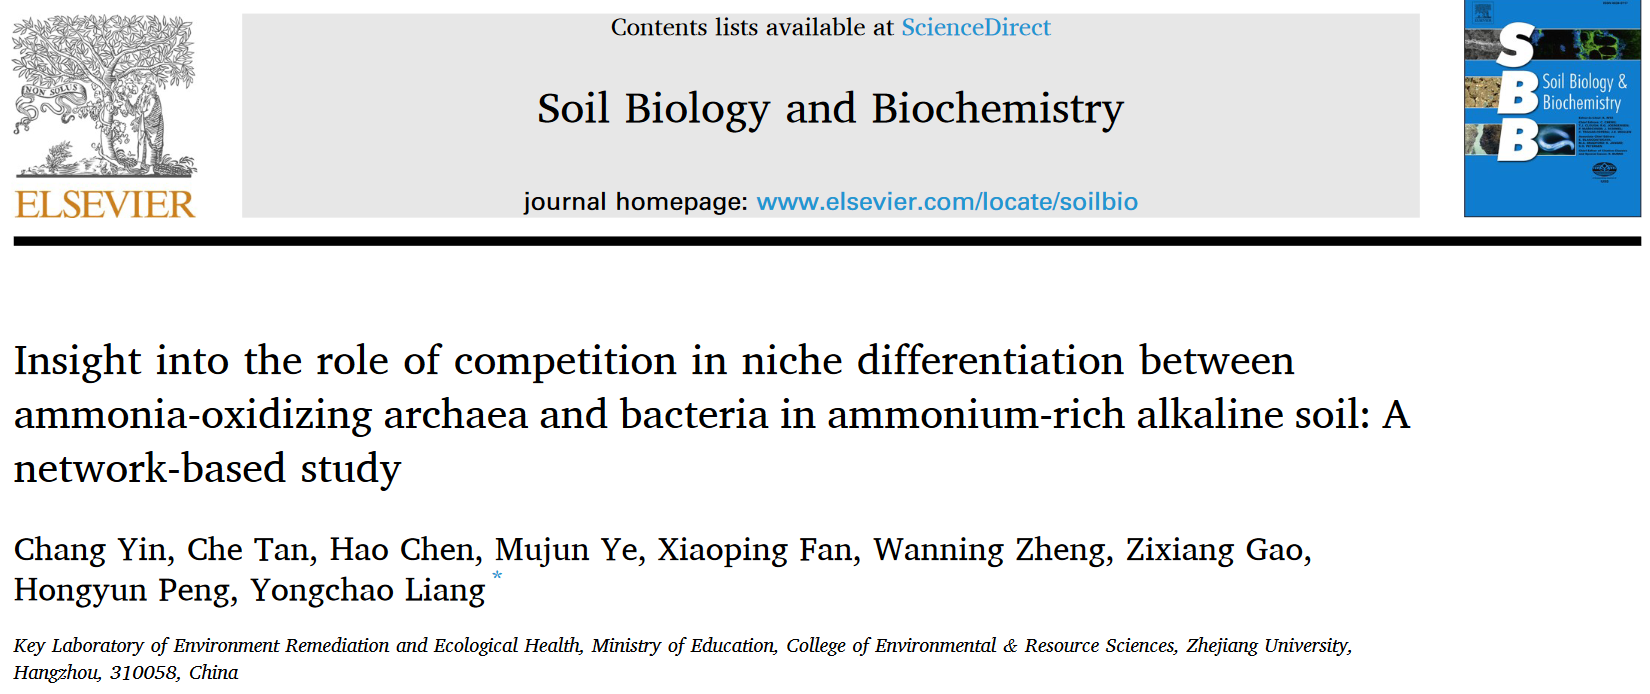 Contents lists available at ScienceDirect
Soil Biology and Biochemistry
journal homepage: www.elsevier.com/locate/soilbio
NON SOLUS
ELSEVIER
S
B
B
Soil Biology &
Biochemistry
Insight into the role of competition in niche differentiation between
ammonia-oxidizing archaea and bacteria in ammonium-rich alkaline soil: A
network-based study
Chang Yin, Che Tan, Hao Chen, Mujun Ye, Xiaoping Fan, Wanning Zheng, Zixiang Gao,
Hongyun Peng, Yongchao Liang *
Key Laboratory of Environment Remediation and Ecological Health, Ministry of Education, College of Environmental & Resource Sciences, Zhejiang University,
Hangzhou, 310058, China